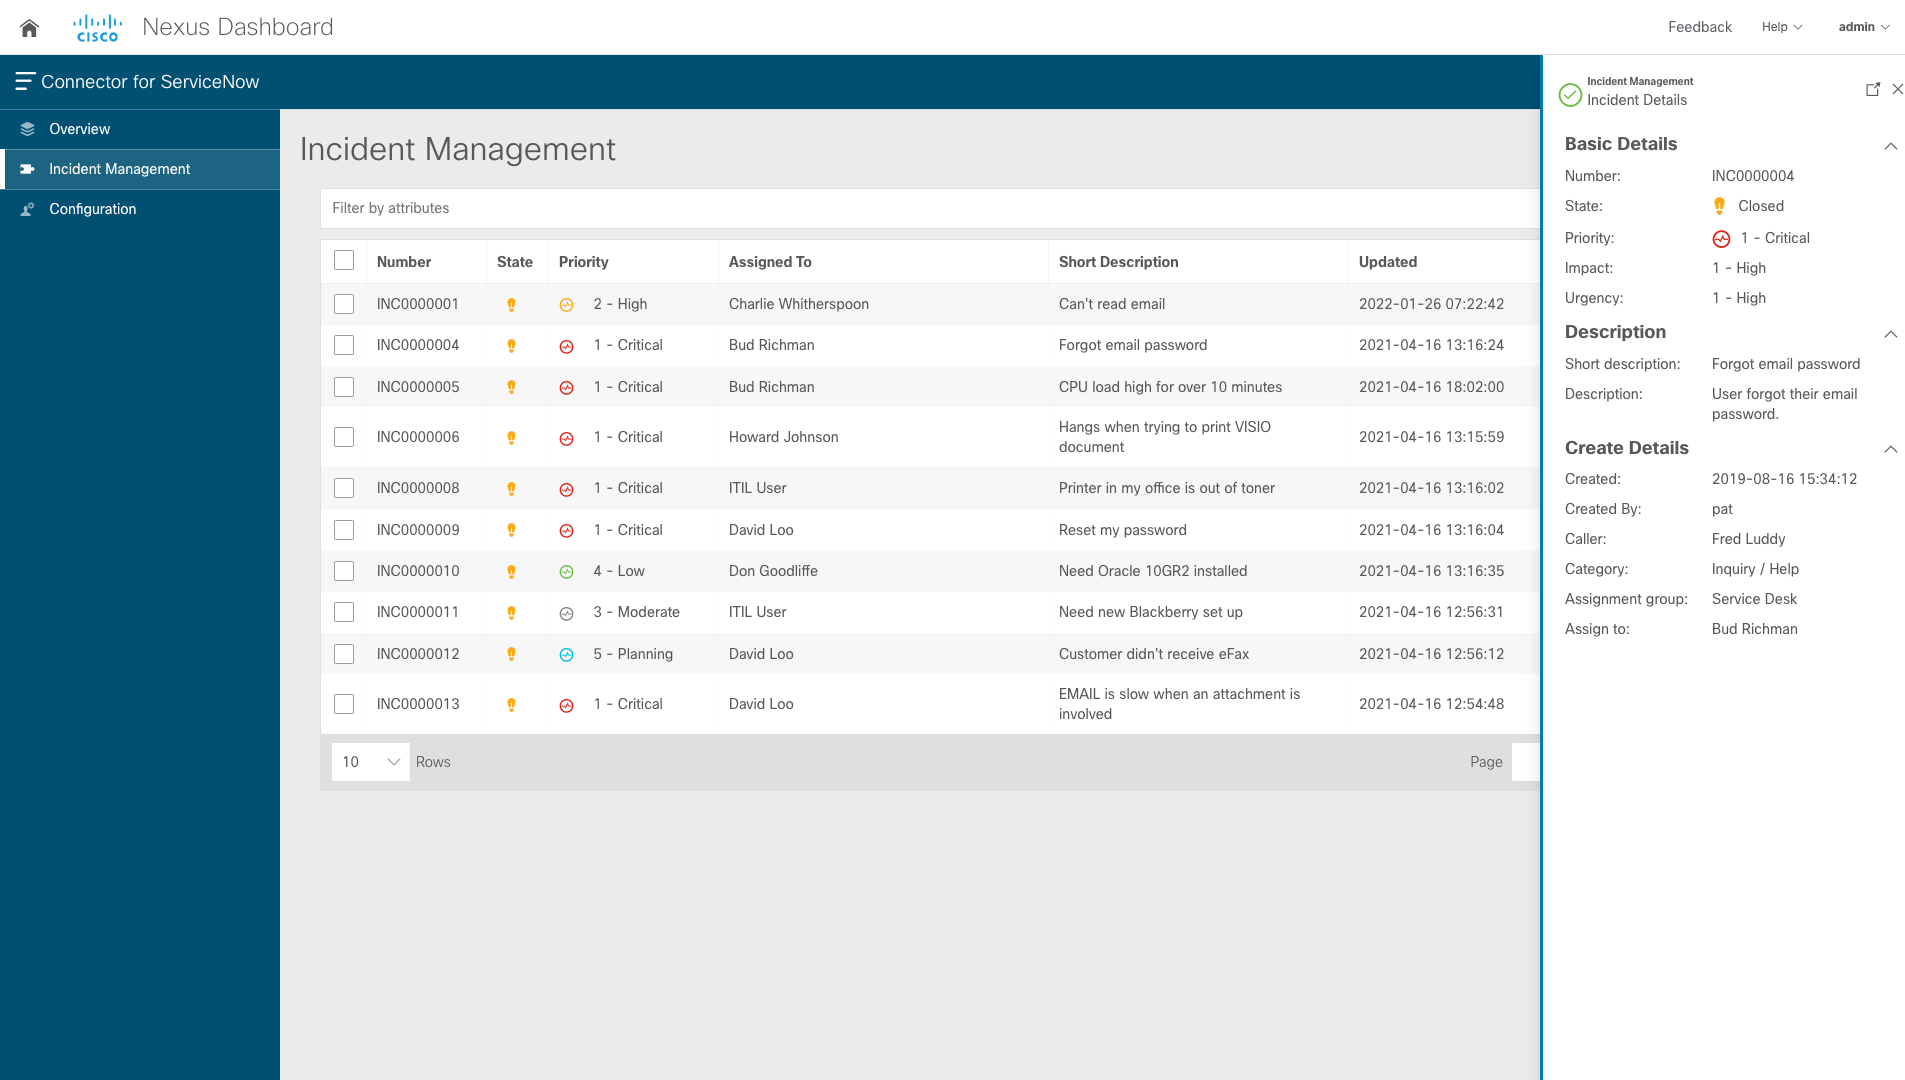 CISCO
Nexus Dashboard
Feedback
Help
admin
Connector for ServiceNow
Overview
Incident Management
Configuration
Incident Management
Filter by attributes
Number State Priority Assigned To Short Description Updated
INC0000001 2 - High Charlie Whitherspoon Can't read email 2022-01-26 07:22:42
INC0000004 1 - Critical Bud Richman Forgot email password 2021-04-16 13:16:24
INC0000005 1 - Critical Bud Richman CPU load high for over 10 minutes 2021-04-16 18:02:00
INC0000006 1 - Critical Howard Johnson Hangs when trying to print VISIO 2021-04-16 13:15:59
document
INC0000008 1 - Critical ITIL User Printer in my office is out of toner 2021-04-16 13:16:02
INC0000009 1 - Critical David Loo Reset my password 2021-04-16 13:16:04
INC0000010 4 - Low Don Goodliffe Need Oracle 10GR2 installed 2021-04-16 13:16:35
INC0000011 3 - Moderate ITIL User Need new Blackberry set up 2021-04-16 12:56:31
INC0000012 5 - Planning David Loo Customer didn't receive eFax 2021-04-16 12:56:12
INC0000013 1 - Critical David Loo EMAIL is slow when an attachment is 2021-04-16 12:54:48
involved
10 Rows Page
Incident Management
Incident Details
Basic Details
Number: INC0000004
State: Closed
Priority: 1 - Critical
Impact: 1 - High
Urgency: 1 - High
Description
Short description: Forgot email password
Description: User forgot their email
password.
Create Details
Created: 2019-08-16 15:34:12
Created By: pat
Caller: Fred Luddy
Category: Inquiry / Help
Assignment group: Service Desk
Assign to: Bud Richman